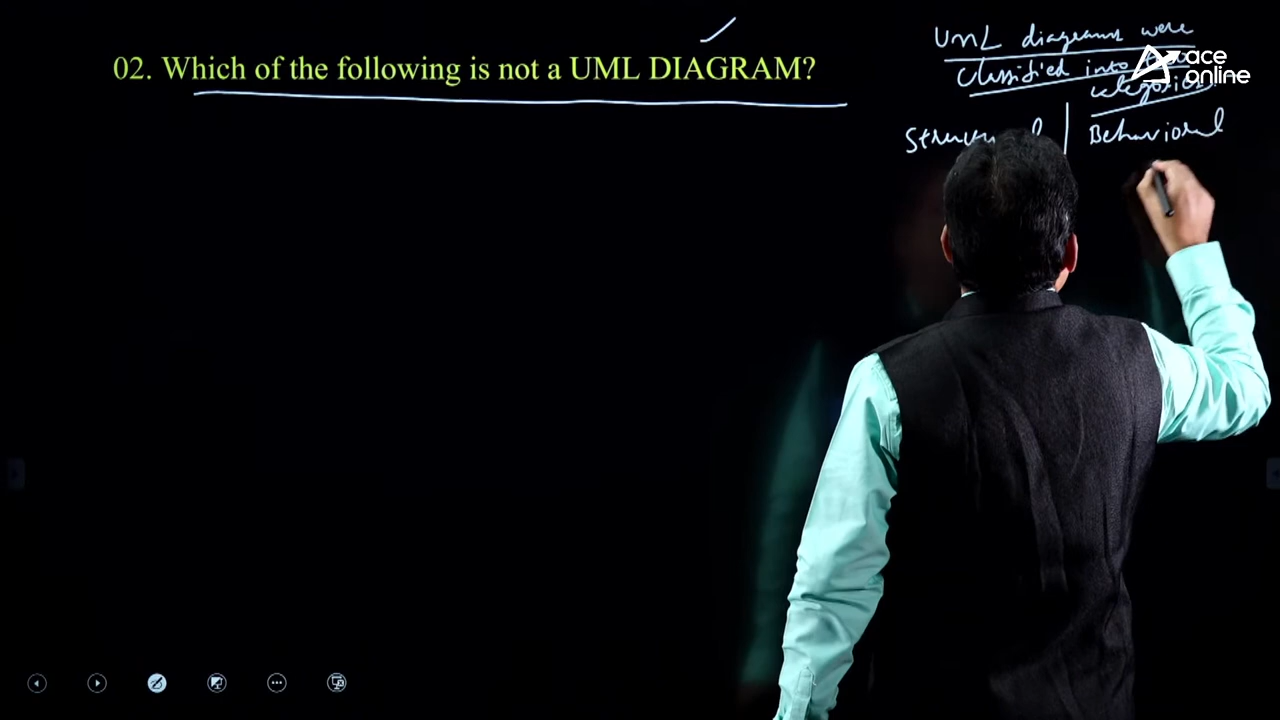 02. Which of the following is not a UML DIAGRAM?
UML diagrams were
classified into
categories
Behavioral
ace
online